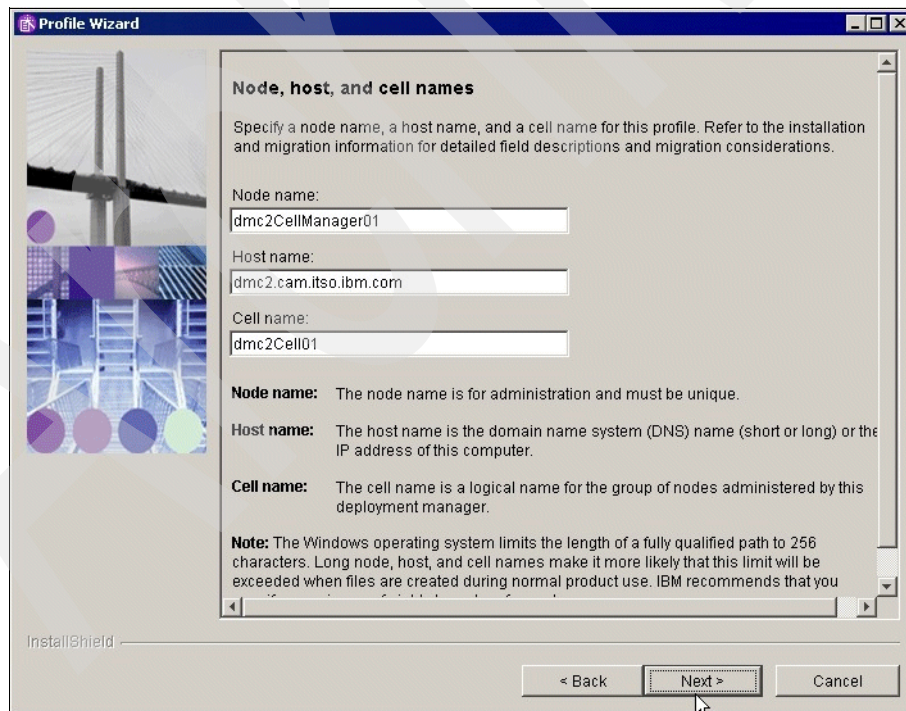 Profile Wizard
Node, host, and cell names
Specify a node name, a host name, and a cell name for this profile. Refer to the installation
and migration information for detailed field descriptions and migration considerations.
Node name:
dmc2CellManager01
Host name:
dmc2.cam.itso.ibm.com
Cell name:
dmc2Cell01
Node name: The node name is for administration and must be unique.
Host name: The host name is the domain name system (DNS) name (short or long) or the
IP address of this computer.
Cell name: The cell name is a logical name for the group of nodes administered by this
deployment manager.
Note: The Windows operating system limits the length of a fully qualified path to 256
characters. Long node, host, and cell names make it more likely that this limit will be
exceeded when files are created during normal product use. IBM recommends that you
InstallShield
< Back
Next >
Cancel